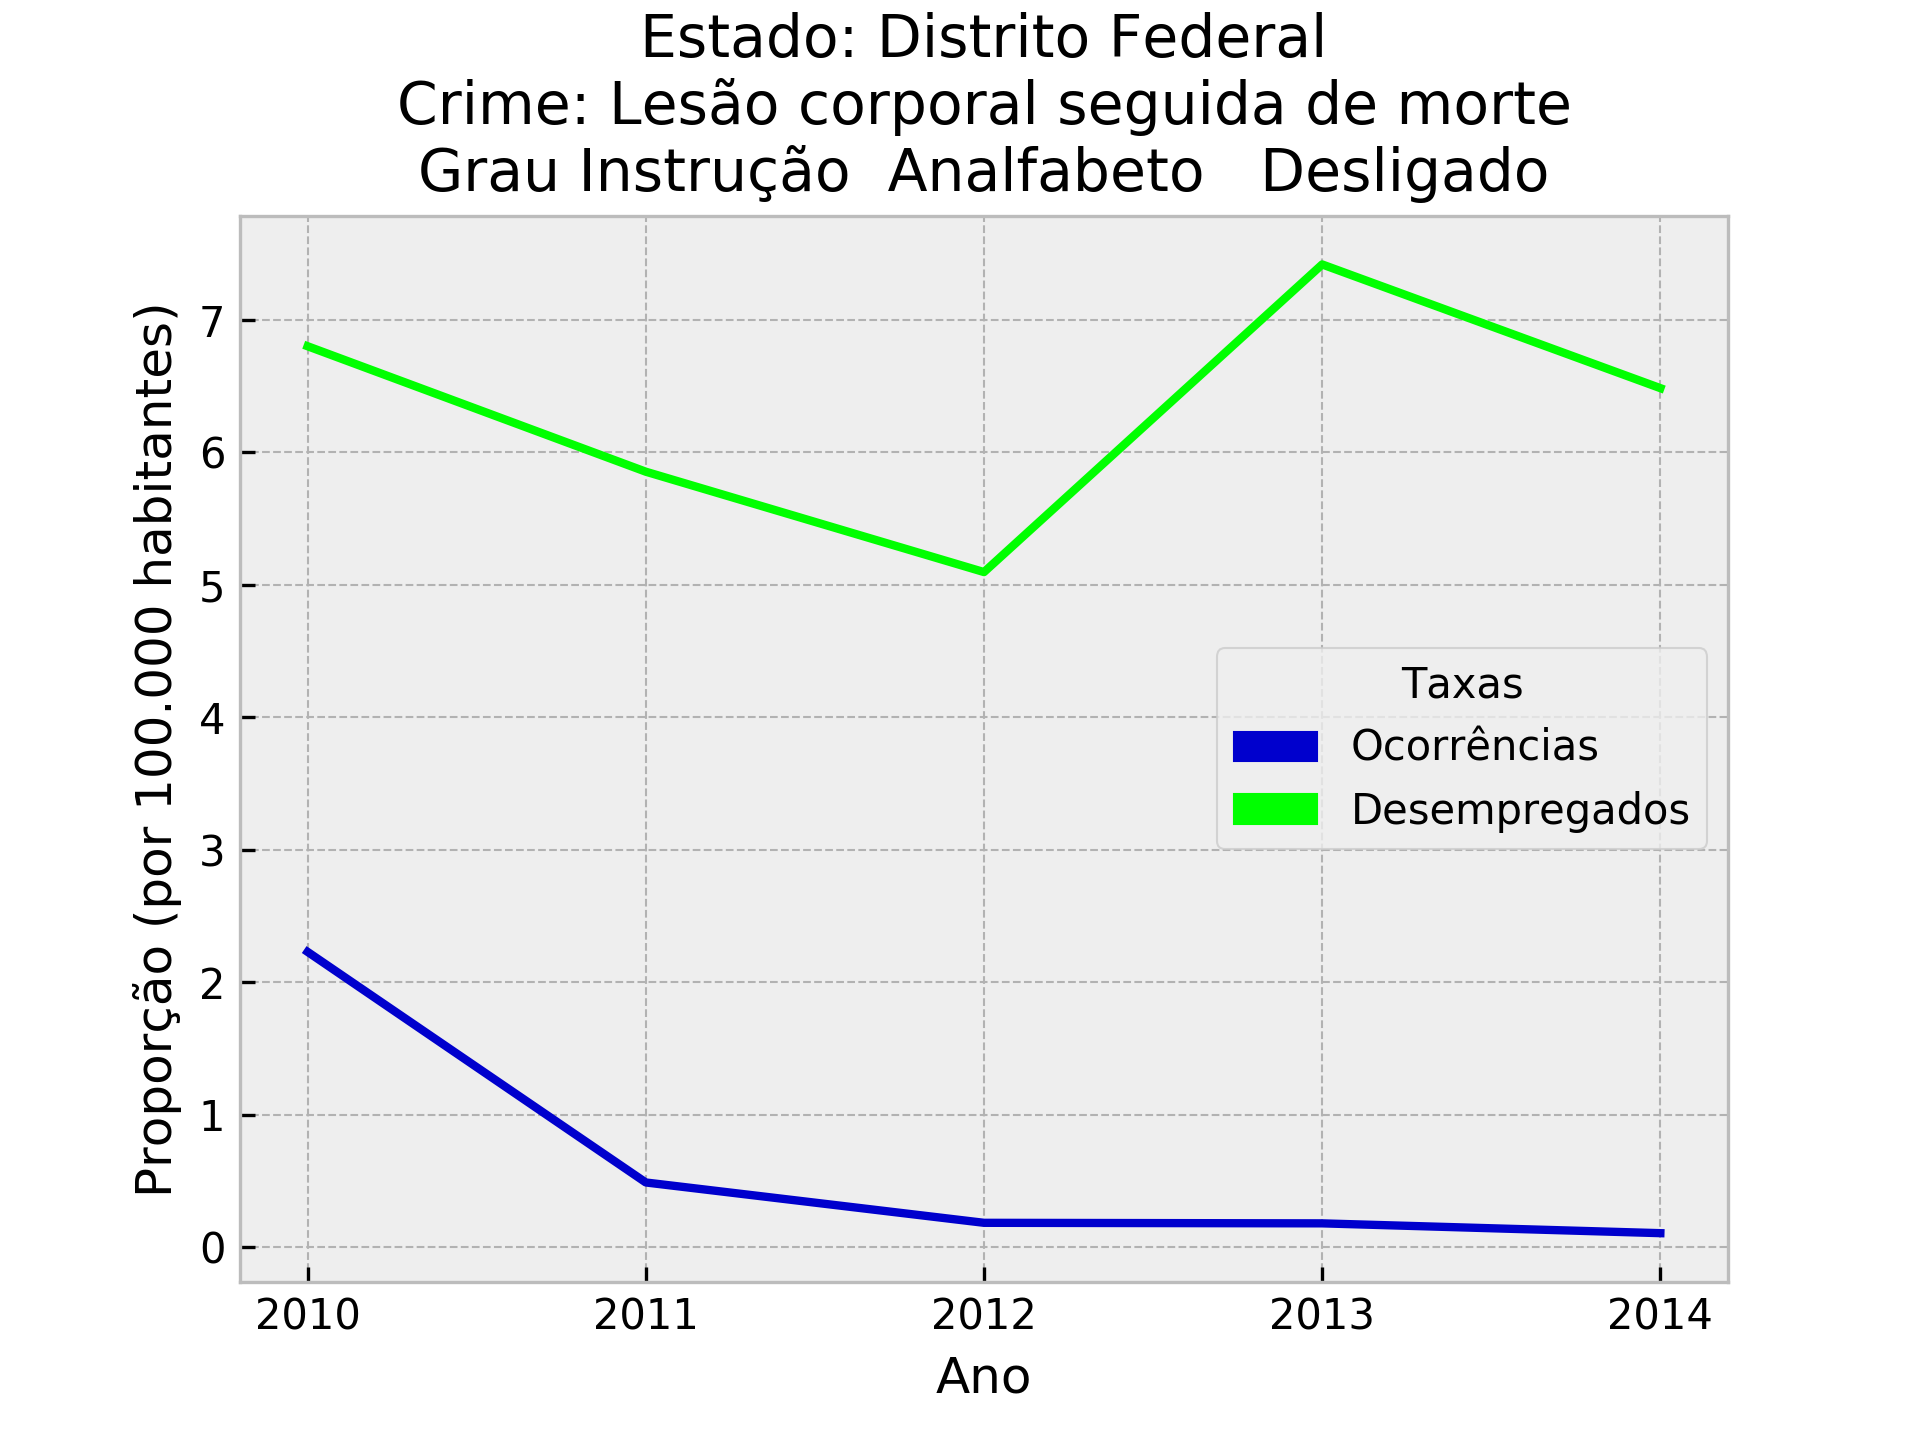 Estado: Distrito Federal
Crime: Lesão corporal seguida de morte
Grau Instrução  Analfabeto   Desligado
Proporção (por 100.000 habitantes)
7
6
5
4
3
2
1
0
Taxas
Ocorrências
Desempregados
2010 2011 2012 2013 2014
Ano